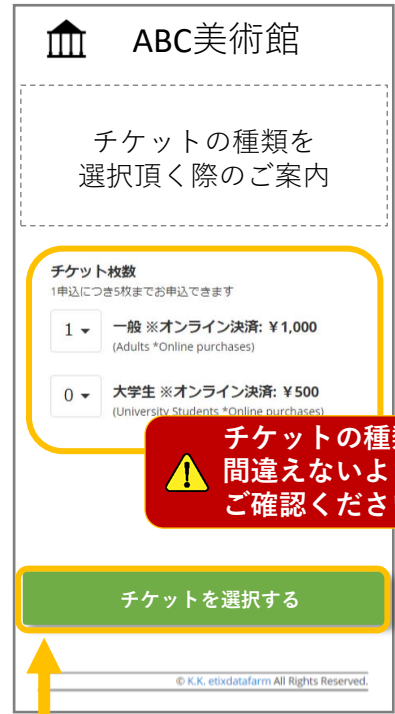 ABC美術館
チケットの種類を
選択頂く際のご案内
チケット枚数
1申込につき5枚までお申込できます
1
一般 ※オンライン決済: ¥1,000
(Adults *Online purchases)
0
大学生 ※オンライン決済: ¥500
(University Students *Online purchases)
チケットの種
間違えないよ
ご確認くださ
チケットを選択する
© K.K. etixdatafarm All Rights Reserved.